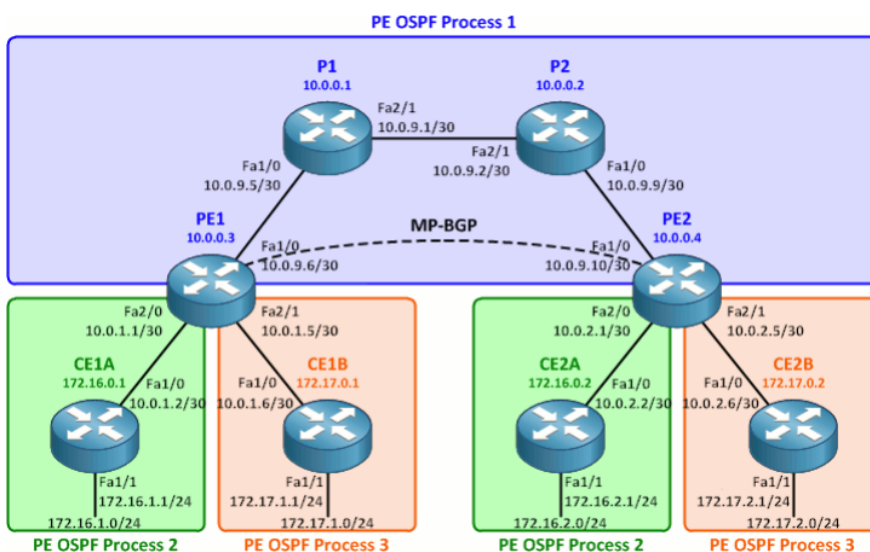 PE OSPF Process 1
P1
10.0.0.1
P2
10.0.0.2
Fa2/1
10.0.9.1/30
Fa2/1
10.0.9.2/30
Fa1/0
10.0.9.5/30
Fa1/0
10.0.9.9/30
PE1
10.0.0.3
MP-BGP
PE2
10.0.0.4
Fa1/0
10.0.9.6/30
Fa1/0
10.0.9.10/30
Fa2/0
10.0.1.1/30
Fa2/1
10.0.1.5/30
Fa2/0
10.0.2.1/30
Fa2/1
10.0.2.5/30
CE1A
172.16.0.1
Fa1/0
10.0.1.2/30
CE1B
172.17.0.1
Fa1/0
10.0.1.6/30
CE2A
172.16.0.2
Fa1/0
10.0.2.2/30
CE2B
172.17.0.2
Fa1/0
10.0.2.6/30
Fa1/1
172.16.1.1/24
172.16.1.0/24
Fa1/1
172.17.1.1/24
172.17.1.0/24
Fa1/1
172.16.2.1/24
172.16.2.0/24
Fa1/1
172.17.2.1/24
172.17.2.0/24
PE OSPF Process 2
PE OSPF Process 3
PE OSPF Process 2
PE OSPF Process 3